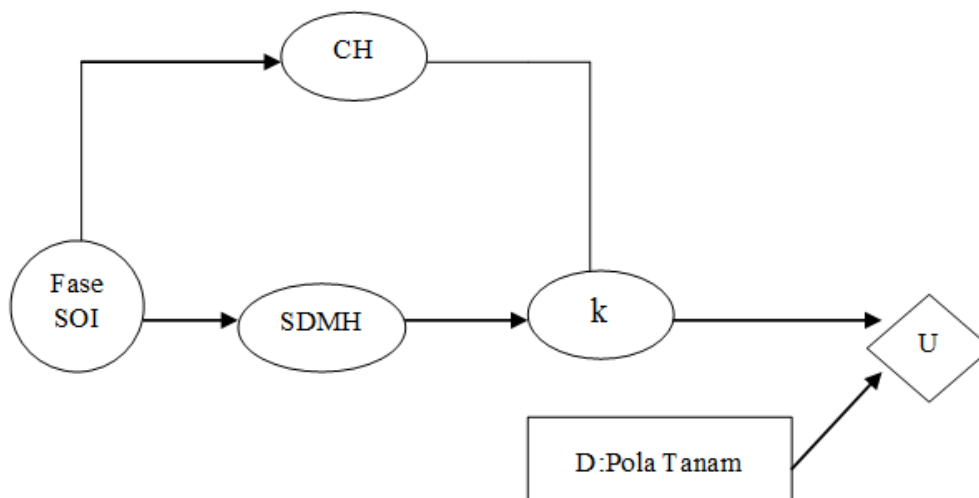 CH
Fase
SOI
SDMH
k
U
D:Pola Tanam